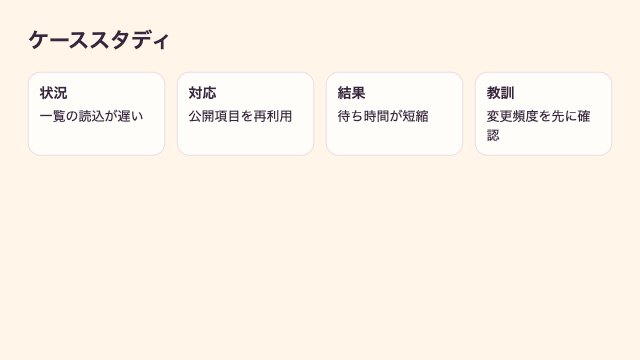 ケーススタディ
状況
一覧の読込が遅い
対応
公開項目を再利用
結果
待ち時間が短縮
教訓
変更頻度を先に確
認